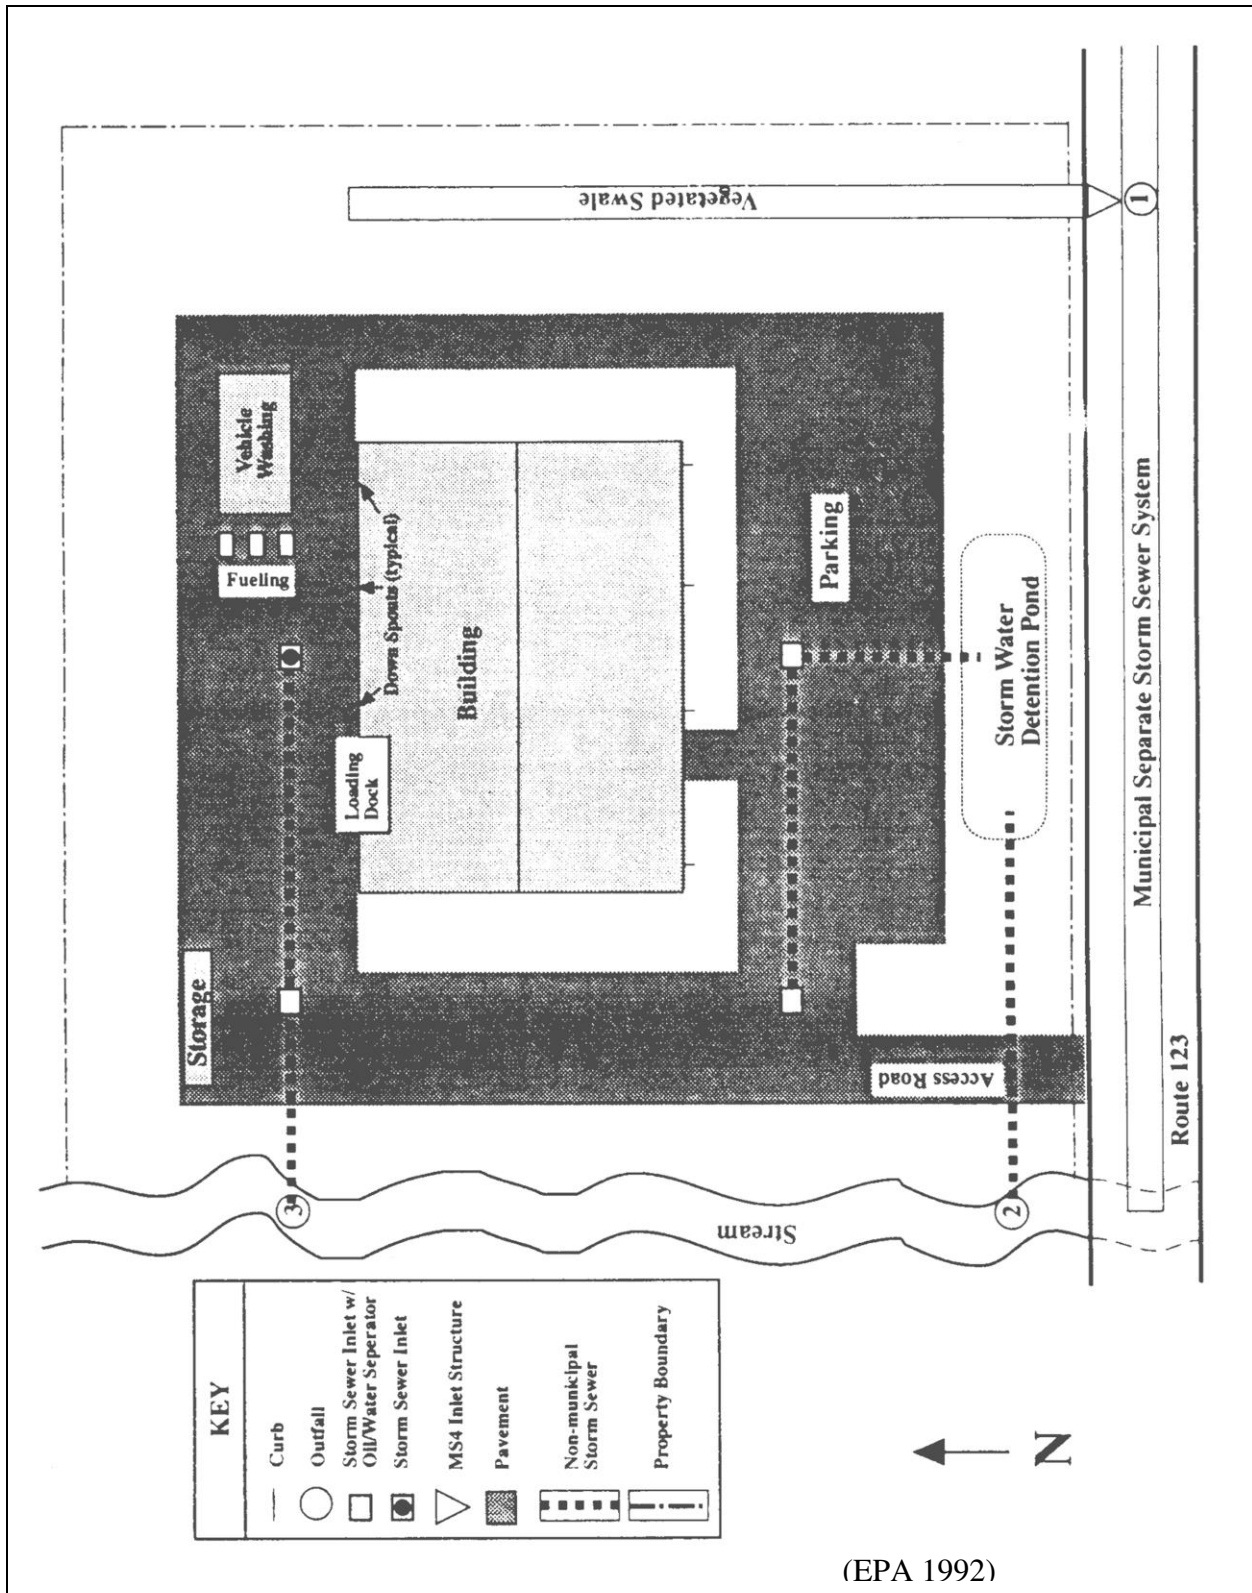 Vegetated Swale
1
Vehicle
Washing
Fueling
Down Spouts (typical)
Building
Parking
Loading
Dock
Storm Water
Detention Pond
Municipal Separate Storm Sewer System
Storage
Access Road
Route 123
3
2
Stream
KEY
Curb
Outfall
Storm Sewer Inlet w/
Oil/Water Seperator
Storm Sewer Inlet
MS4 Inlet Structure
Pavement
Non-municipal
Storm Sewer
Property Boundary
N
(EPA 1992)